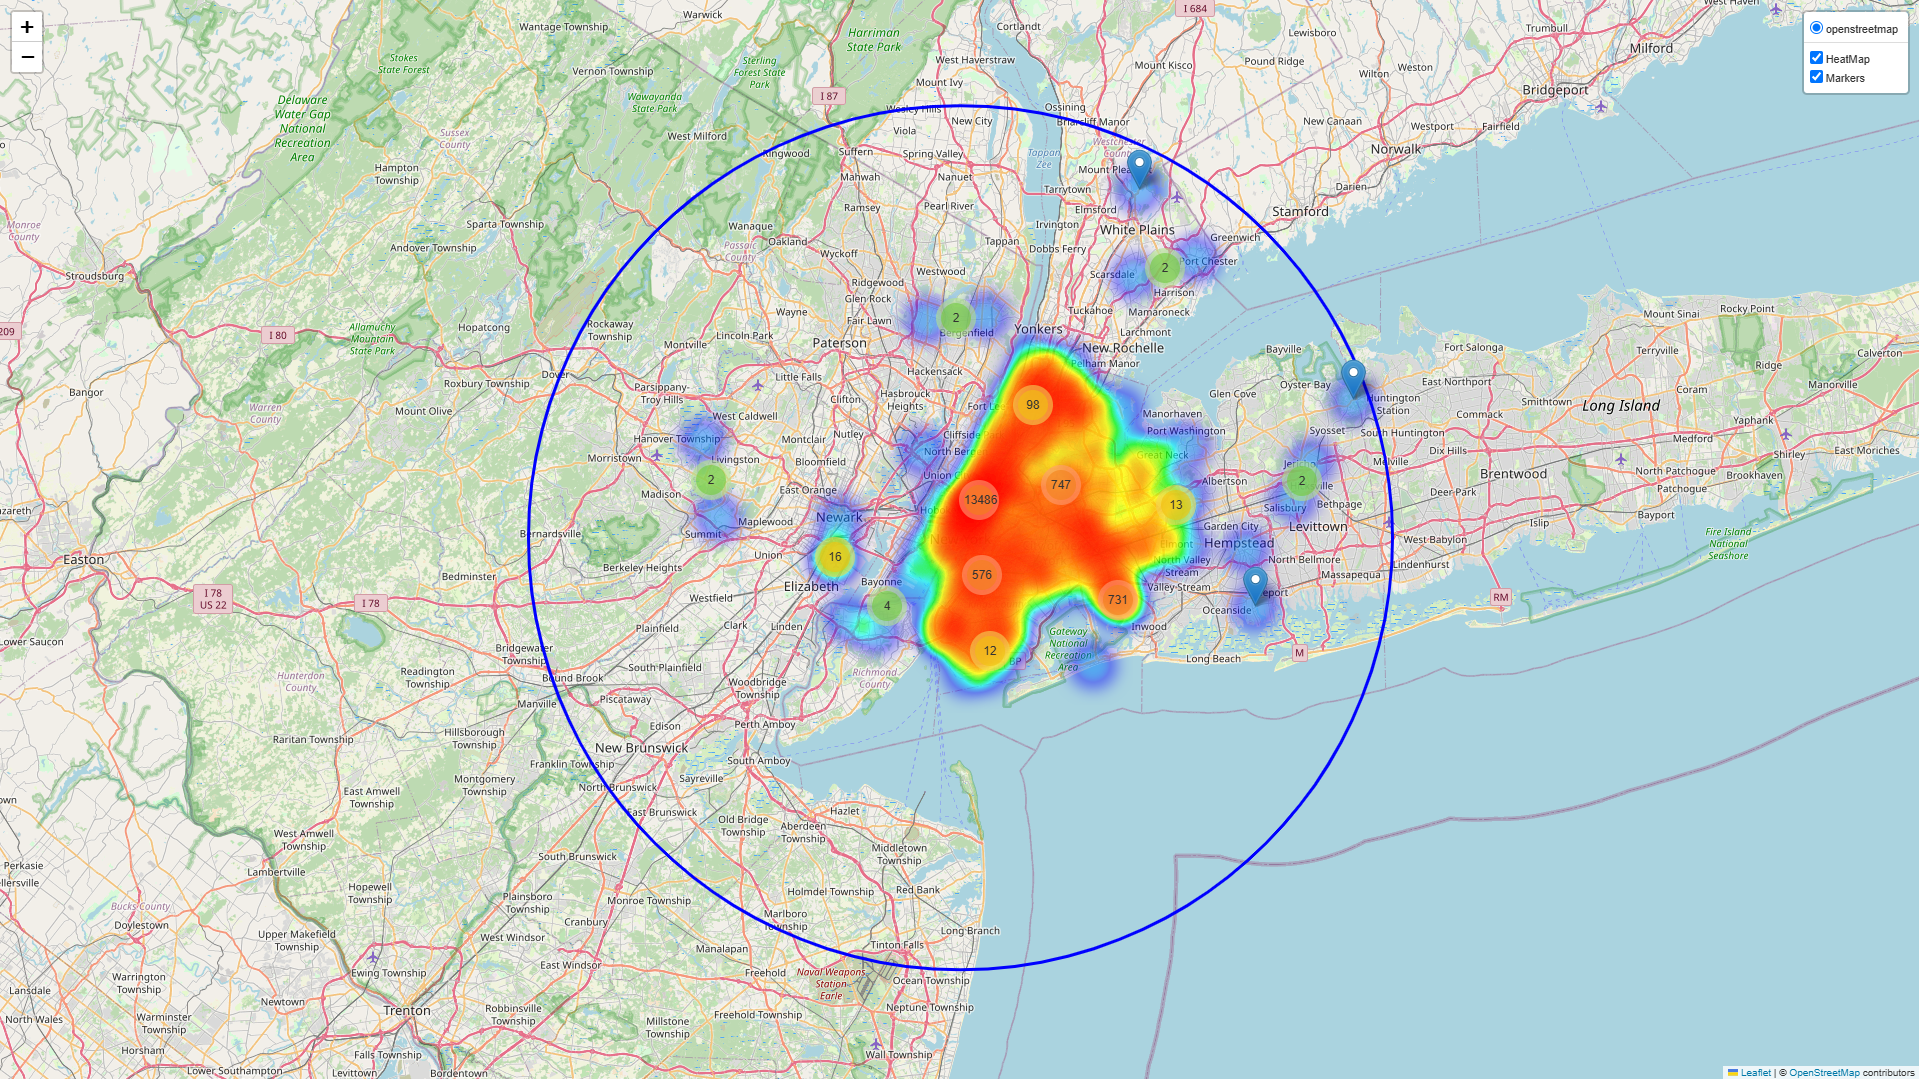 +
−
openstreetmap
HeatMap
Markers
Warwick
Cortlandt
I 684
West Haven
Wantage Township
Harriman
State Park
Lewisboro
Trumbull
Milford
Stokes
State Forest
Vernon Township
Sterling
Forest State
Park
West Haverstraw
Mount Kisco
Pound Ridge
Wilton
Weston
Mount Ivy
Bridgeport
Delaware
Water Gap
National
Recreation
Area
Wawayanda
State Park
I 87
Wesley Hills
Ossining
Briarcliff Manor
New City
New Canaan
Westport
Fairfield
Sussex
County
West Milford
Viola
Norwalk
Ringwood
Suffern
Spring Valley
Tappan
Zee
Westchester
Hampton
Township
Mahwah
Nanuet
Tarrytown
Darien
Ramsey
Pearl River
Elmsford
Stamford
Monroe
County
Sparta Township
Wanaque
Irvington
White Plains
Greenwich
Andover Township
Passaic
County
Oakland
Tappan
Dobbs Ferry
Wyckoff
Port Chester
Stroudsburg
Westwood
Scarsdale
2
Ridgewood
Glen Rock
Harrison
Rocky Point
Mount Sinai
209
I 80
Hopatcong
Rockaway
Township
Wayne
Fair Lawn
2
Bergenfield
Tuckahoe
Mamaroneck
Allamuchy
Mountain
State Park
Lincoln Park
Yonkers
Larchmont
Montville
Paterson
New Rochelle
Bayville
Fort Salonga
Terryville
Ridge
Calverton
Pelham Manor
Dover
Roxbury Township
Little Falls
Hackensack
Oyster Bay
East Northport
Manorville
Bangor
Parsippany-
Troy Hills
Hasbrouck
Heights
Glen Cove
Huntington
Station
Coram
Clifton
98
Smithtown
Long Island
Warren
County
Mount Olive
West Caldwell
Manorhaven
Commack
Yaphank
Nutley
Port Washington
Syosset
South Huntington
Medford
Hanover Township
Montclair
North Bergen
Great Neck
Dix Hills
Shirley
East Moriches
Morristown
Livingston
Bloomfield
Jericho
Melville
Brentwood
North Patchogue
2
747
Albertson
2
Brookhaven
Madison
East Orange
13486
13
Deer Park
Patchogue
Salisbury
Bethpage
Maplewood
Newark
Garden City
Levittown
Islip
Bayport
Bernardsville
Summit
Hempstead
West Babylon
Fire Island
National
Seashore
Easton
Union
16
Elmont
North Valley
Stream
North Bellmore
Lindenhurst
Berkeley Heights
576
Massapequa
Bedminster
Elizabeth
Bayonne
Valley Stream
I 78
US 22
I 78
Westfield
4
731
Oceanside
RM
Plainfield
Clark
Linden
Inwood
Lower Saucon
Bridgewater
Township
Gateway
National
Recreation
Area
12
Long Beach
M
Readington
Township
South Plainfield
Hunterdon
County
Bound Brook
Woodbridge
Township
Richmond
County
Manville
Piscataway
Edison
Perth Amboy
Hillsborough
Township
Raritan Township
New Brunswick
Franklin Township
South Amboy
Montgomery
Township
Sayreville
North Brunswick
East Amwell
Township
East Brunswick
Hazlet
Old Bridge
Township
Aberdeen
Township
West Amwell
Township
Middletown
Township
Perkasie
South Brunswick
Lambertville
Hopewell
Township
Holmdel Township
Red Bank
Plainsboro
Township
Monroe Township
Bucks County
Marlboro
Township
Doylestown
Cranbury
Long Branch
Upper Makefield
Township
West Windsor
Manalapan
Tinton Falls
East Windsor
Freehold
Naval Weapons
Station
Earle
Ewing Township
Warrington
Township
Ocean Township
Lansdale
Newtown
Trenton
Robbinsville
Township
Freehold Township
Neptune Township
North Wales
Warminster
Township
Millstone
Township
Horsham
Falls Township
Wall Township
Lower Southampton
Levittown
Bordentown
Leaflet | © OpenStreetMap contributors